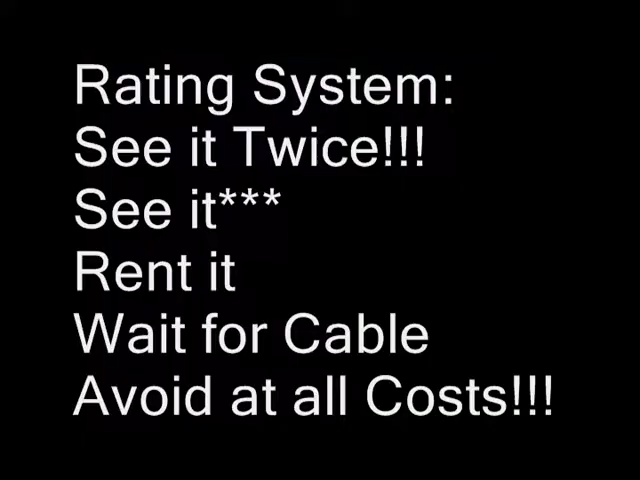 Rating System:
See it Twice!!!
See it***
Rent it
Wait for Cable
Avoid at all Costs!!!